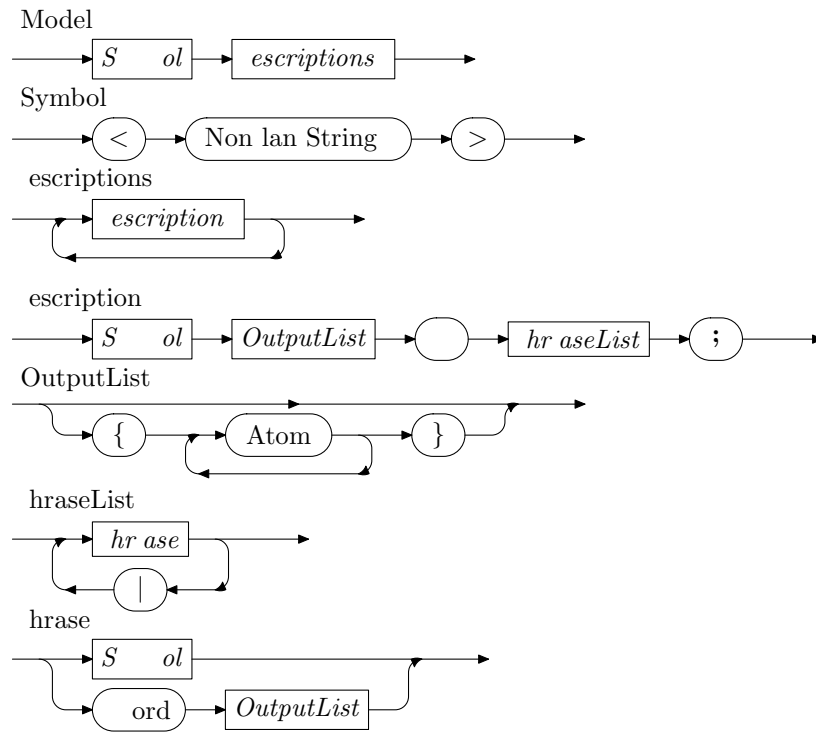 Model
S ol escriptions
Symbol
< Non lan String >
escriptions
escription
escription
S ol OutputList hr aseList ;
OutputList
{ Atom }
hraseList
hr ase
|
hrase
S ol
ord OutputList